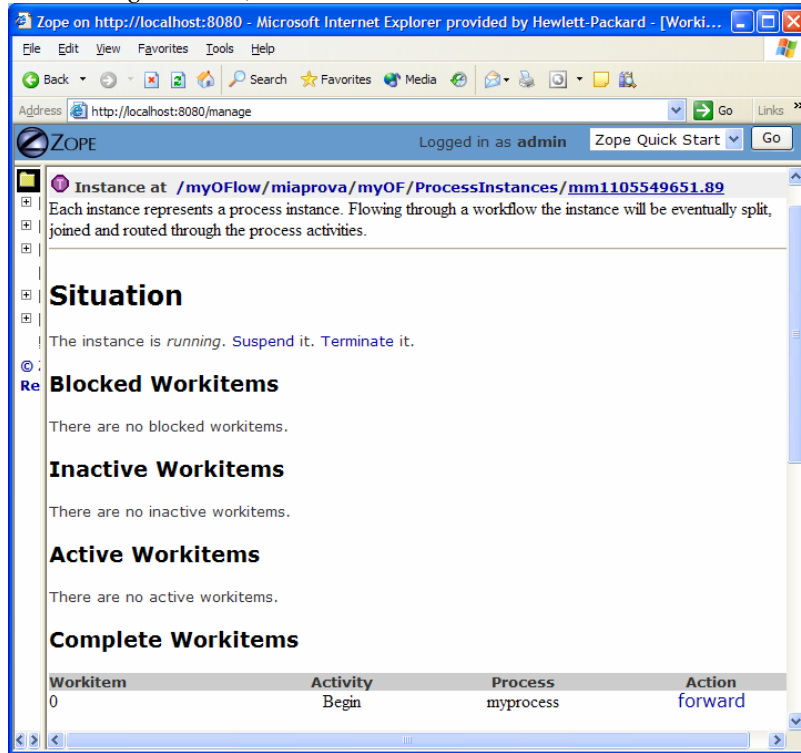 Zope on http://localhost:8080 - Microsoft Internet Explorer provided by Hewlett-Packard - [Worki...
File Edit View Favorites Tools Help
Back Search Favorites Media
Address http://localhost:8080/manage Go Links »
ZOPE Logged in as admin Zope Quick Start Go
Instance at /myOFlow/miaprova/myOF/ProcessInstances/mm1105549651.89
Each instance represents a process instance. Flowing through a workflow the instance will be eventually split,
joined and routed through the process activities.
Situation
The instance is running. Suspend it. Terminate it.
©
Re
Blocked Workitems
There are no blocked workitems.
Inactive Workitems
There are no inactive workitems.
Active Workitems
There are no active workitems.
Complete Workitems
Workitem Activity Process Action
0 Begin myprocess forward